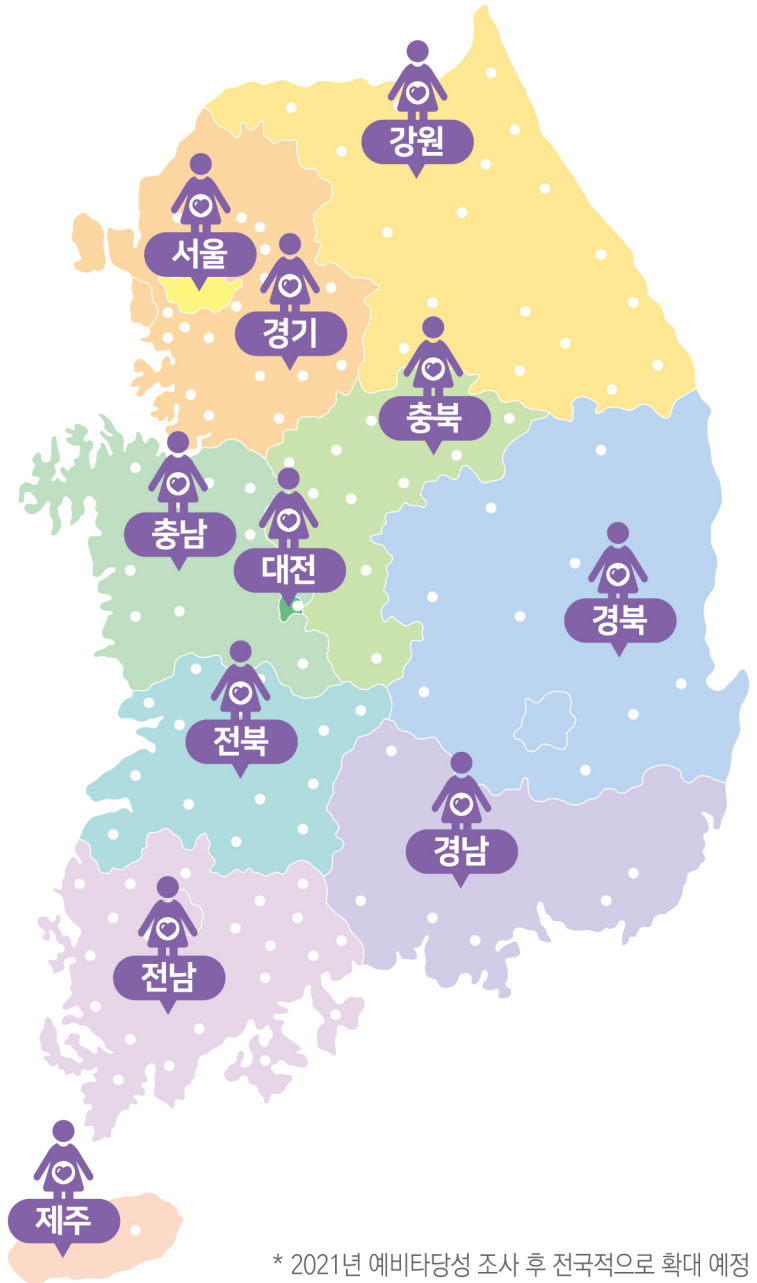 강원
서울
경기
충북
충남
대전
경북
전북
경남
전남
제주
* 2021년 예비타당성 조사 후 전국적으로 확대 예정